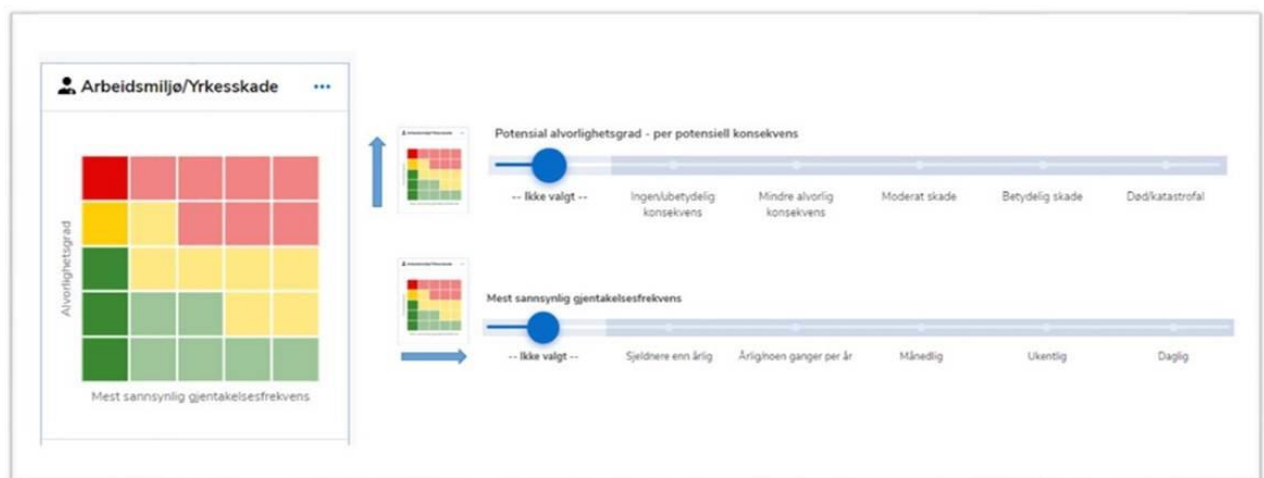 Arbeidsmiljø/Yrkesskade
Alvorlighetsgrad
Mest sannsynlig gjentakelsesfrekvens
Potensial alvorlighetsgrad - per potensiell konsekvens
-- Ikke valgt --
Ingen/ubetydelig
konsekvens
Mindre alvorlig
konsekvens
Moderat skade
Betydelig skade
Død/katastrofal
Mest sannsynlig gjentakelsesfrekvens
-- Ikke valgt --
Sjeldnere enn årlig
Årlig/noen ganger per år
Månedlig
Ukentlig
Daglig